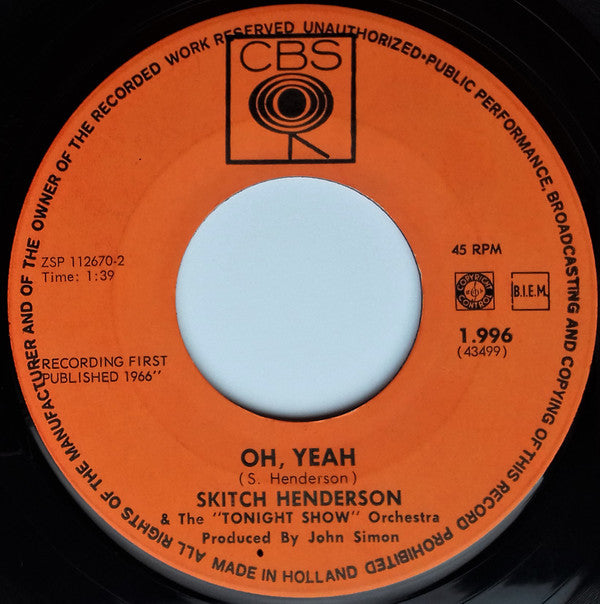 ALL RIGHTS OF THE MANUFACTURER AND OF THE OWNER OF THE RECORDED WORK RESERVED UNAUTHORIZED·PUBLIC PERFORMANCE, BROADCASTING AND COPYING OF THIS RECORD PROHIBITED
CBS
ZSP 112670-2
Time: 1:39
45 RPM
COPYRIGHT
CONTROL
B.I.E.M.
1.996
(43499)
RECORDING FIRST
PUBLISHED 1966"
OH, YEAH
(S. Henderson)
SKITCH HENDERSON
& The "TONIGHT SHOW" Orchestra
Produced By John Simon
MADE IN HOLLAND